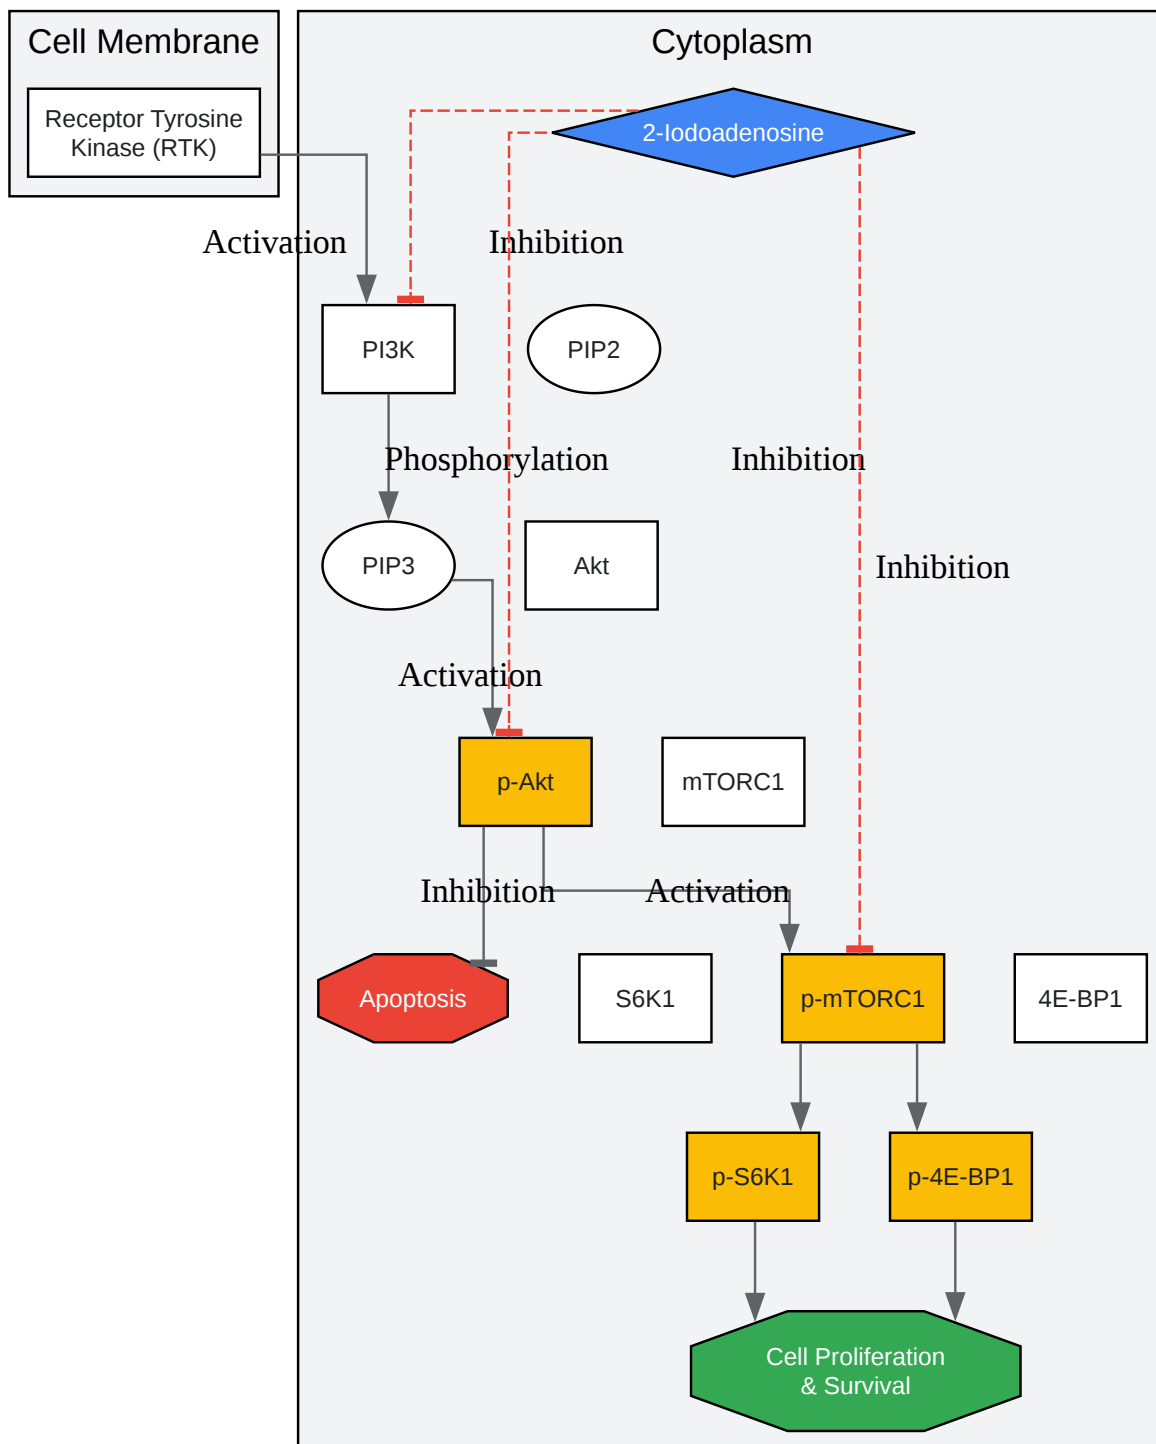 Cell Membrane
Cytoplasm
Receptor Tyrosine
Kinase (RTK)
2-Iodoadenosine
Activation
Inhibition
PI3K
PIP2
Phosphorylation
Inhibition
PIP3
Akt
Inhibition
Activation
p-Akt
mTORC1
Inhibition
Activation
Apoptosis
S6K1
p-mTORC1
4E-BP1
p-S6K1
p-4E-BP1
Cell Proliferation
& Survival